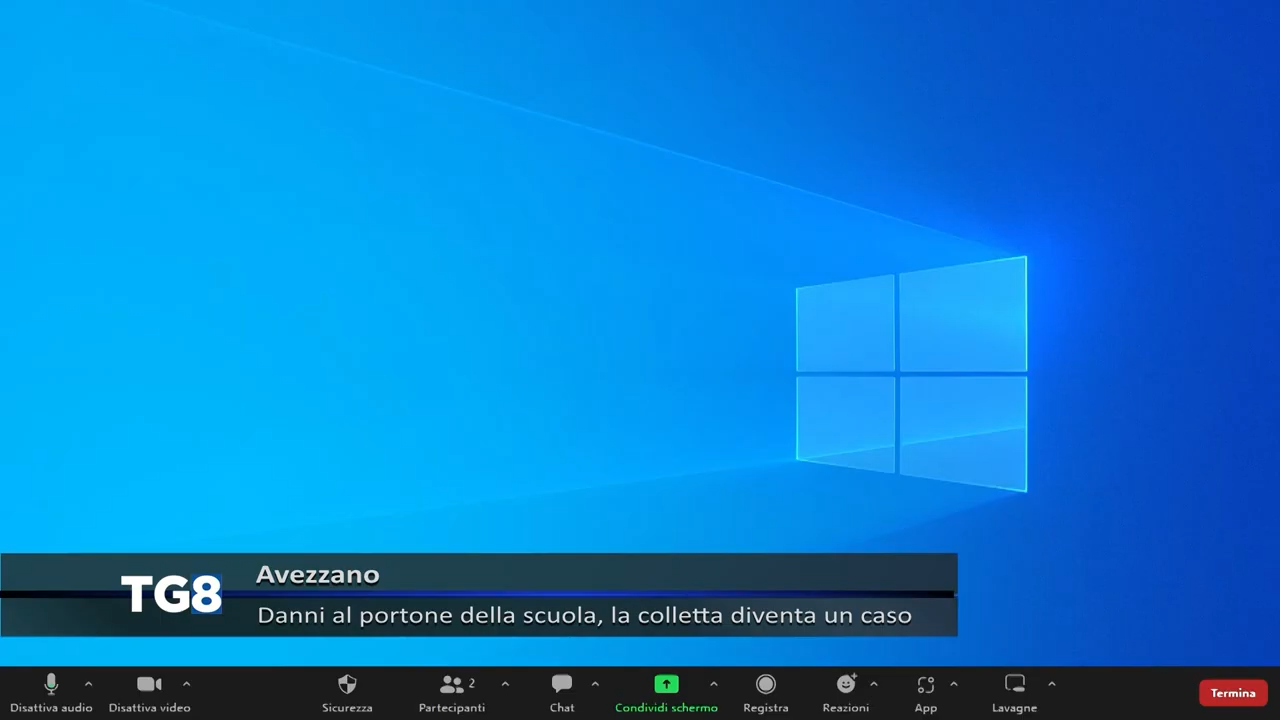 TG8
Avezzano
Danni al portone della scuola, la colletta diventa un caso
Disattiva audio
Disattiva video
Sicurezza
2
Partecipanti
Chat
Condividi schermo
Registra
Reazioni
App
Lavagne
Termina